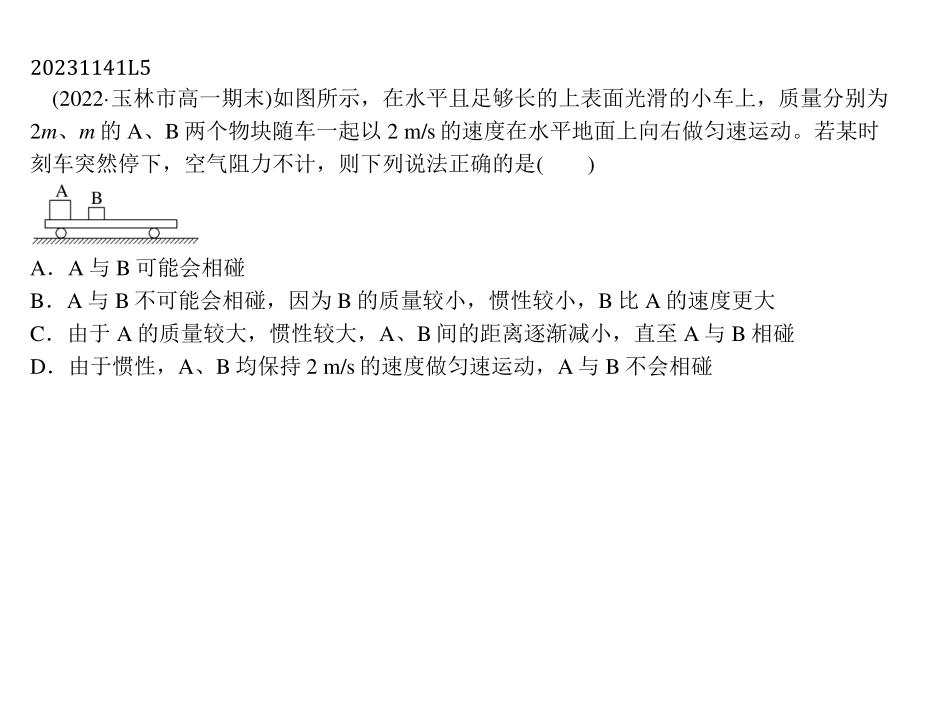 20231141L5
(2022·玉林市高一期末)如图所示，在水平且足够长的上表面光滑的小车上，质量分别为
2m、m 的 A、B 两个物块随车一起以 2 m/s 的速度在水平地面上向右做匀速运动。若某时
刻车突然停下，空气阻力不计，则下列说法正确的是(　　)
A B
A．A 与 B 可能会相碰
B．A 与 B 不可能会相碰，因为 B 的质量较小，惯性较小，B 比 A 的速度更大
C．由于 A 的质量较大，惯性较大，A、B 间的距离逐渐减小，直至 A 与 B 相碰
D．由于惯性，A、B 均保持 2 m/s 的速度做匀速运动，A 与 B 不会相碰